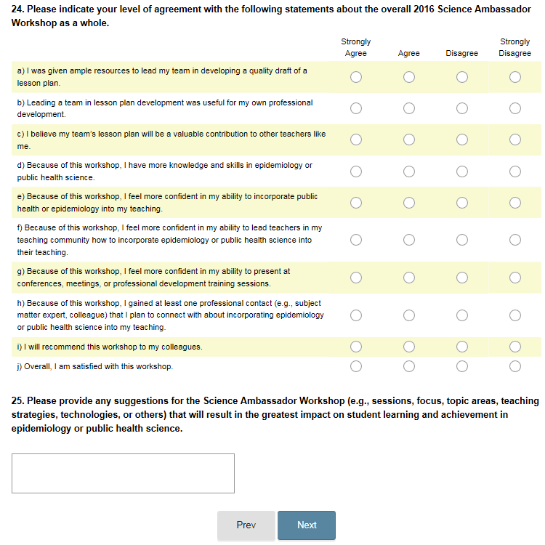 24. Please indicate your level of agreement with the following statements about the overall 2016 Science Ambassador
Workshop as a whole.
Strongly
Agree
Agree
Disagree
Strongly
Disagree
a) I was given ample resources to lead my team in developing a quality draft of a
lesson plan.
b) Leading a team in lesson plan development was useful for my own professional
development.
c) I believe my team's lesson plan will be a valuable contribution to other teachers like
me.
d) Because of this workshop, I have more knowledge and skills in epidemiology or
public health science.
e) Because of this workshop, I feel more confident in my ability to incorporate public
health or epidemiology into my teaching.
f) Because of this workshop, I feel more confident in my ability to lead teachers in my
teaching community how to incorporate epidemiology or public health science into
their teaching.
g) Because of this workshop, I feel more confident in my ability to present at
conferences, meetings, or professional development training sessions.
h) Because of this workshop, I gained at least one professional contact (e.g., subject
matter expert, colleague) that I plan to connect with about incorporating epidemiology
or public health science into my teaching.
i) I will recommend this workshop to my colleagues.
j) Overall, I am satisfied with this workshop.
25. Please provide any suggestions for the Science Ambassador Workshop (e.g., sessions, focus, topic areas, teaching
strategies, technologies, or others) that will result in the greatest impact on student learning and achievement in
epidemiology or public health science.
Prev
Next